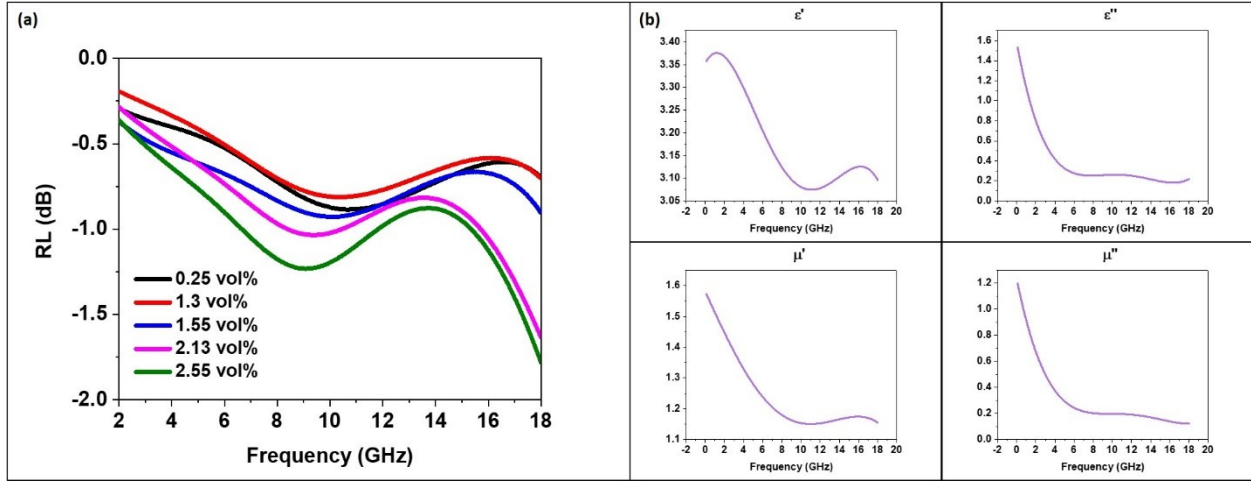 (a)
0.0
-0.5
-1.0
-1.5
-2.0
RL (dB)
0.25 vol%
1.3 vol%
1.55 vol%
2.13 vol%
2.55 vol%
2 4 6 8 10 12 14 16 18
Frequency (GHz)
(b)
ε'
3.40
3.35
3.30
3.25
3.20
3.15
3.10
3.05
-2 0 2 4 6 8 10 12 14 16 18 20
Frequency (GHz)
ε''
1.6
1.4
1.2
1.0
0.8
0.6
0.4
0.2
0.0
-2 0 2 4 6 8 10 12 14 16 18 20
Frequency (GHz)
μ'
1.6
1.5
1.4
1.3
1.2
1.1
-2 0 2 4 6 8 10 12 14 16 18 20
Frequency (GHz)
μ''
1.2
1.0
0.8
0.6
0.4
0.2
0.0
-2 0 2 4 6 8 10 12 14 16 18 20
Frequency (GHz)